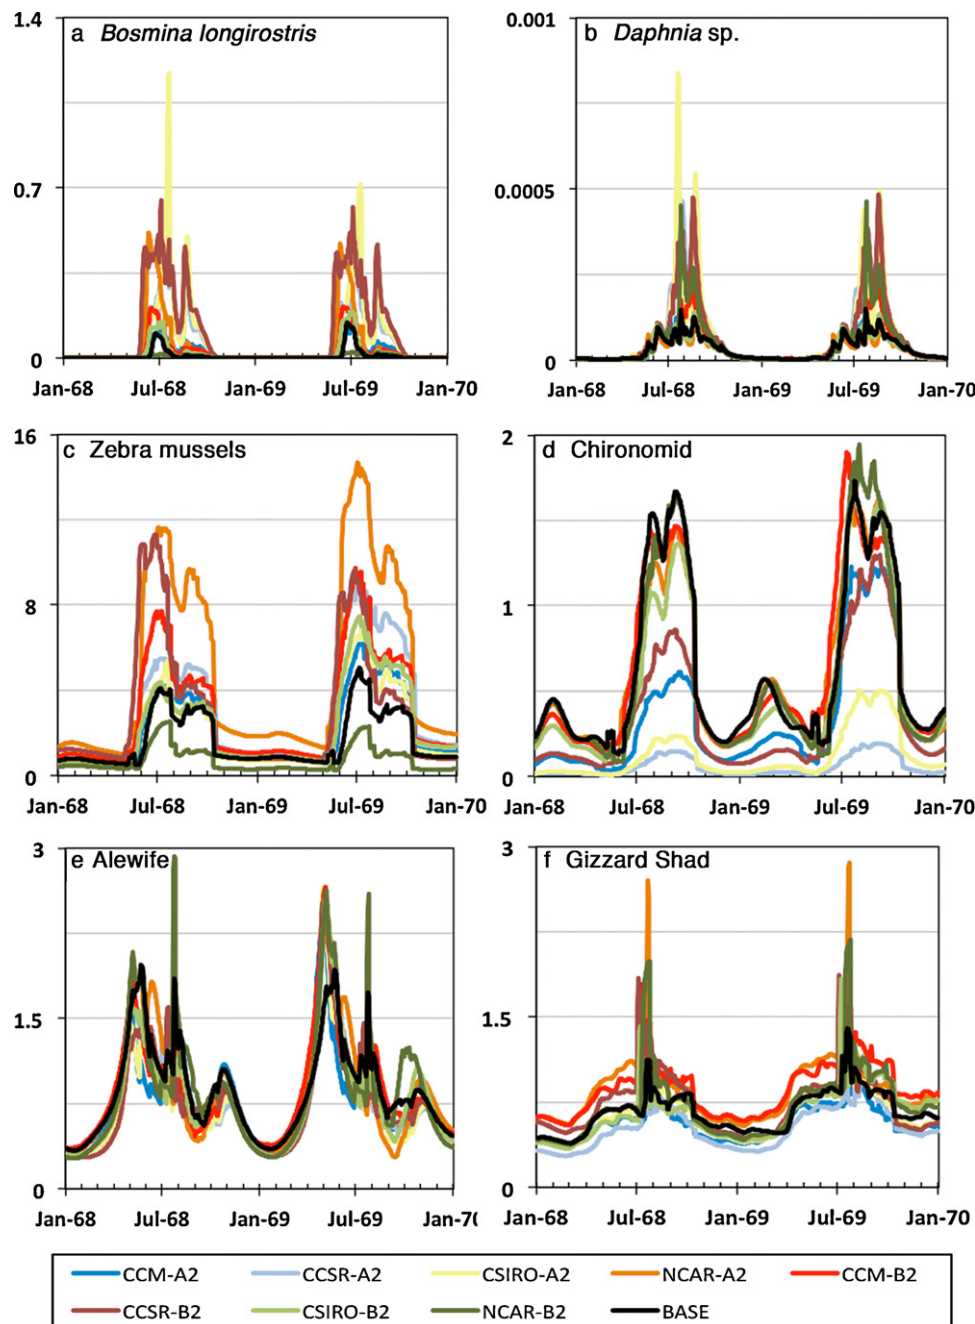 1.4
a Bosmina longirostris
0.7
0
Jan-68 Jul-68 Jan-69 Jul-69 Jan-70
0.001
b Daphnia sp.
0.0005
0
Jan-68 Jul-68 Jan-69 Jul-69 Jan-70
16
c Zebra mussels
8
0
Jan-68 Jul-68 Jan-69 Jul-69 Jan-70
2
d Chironomid
1
0
Jan-68 Jul-68 Jan-69 Jul-69 Jan-70
3
e Alewife
1.5
0
Jan-68 Jul-68 Jan-69 Jul-69 Jan-70
3
f Gizzard Shad
1.5
0
Jan-68 Jul-68 Jan-69 Jul-69 Jan-70
CCM-A2 CCSR-A2 CSIRO-A2 NCAR-A2 CCM-B2
CCSR-B2 CSIRO-B2 NCAR-B2 BASE